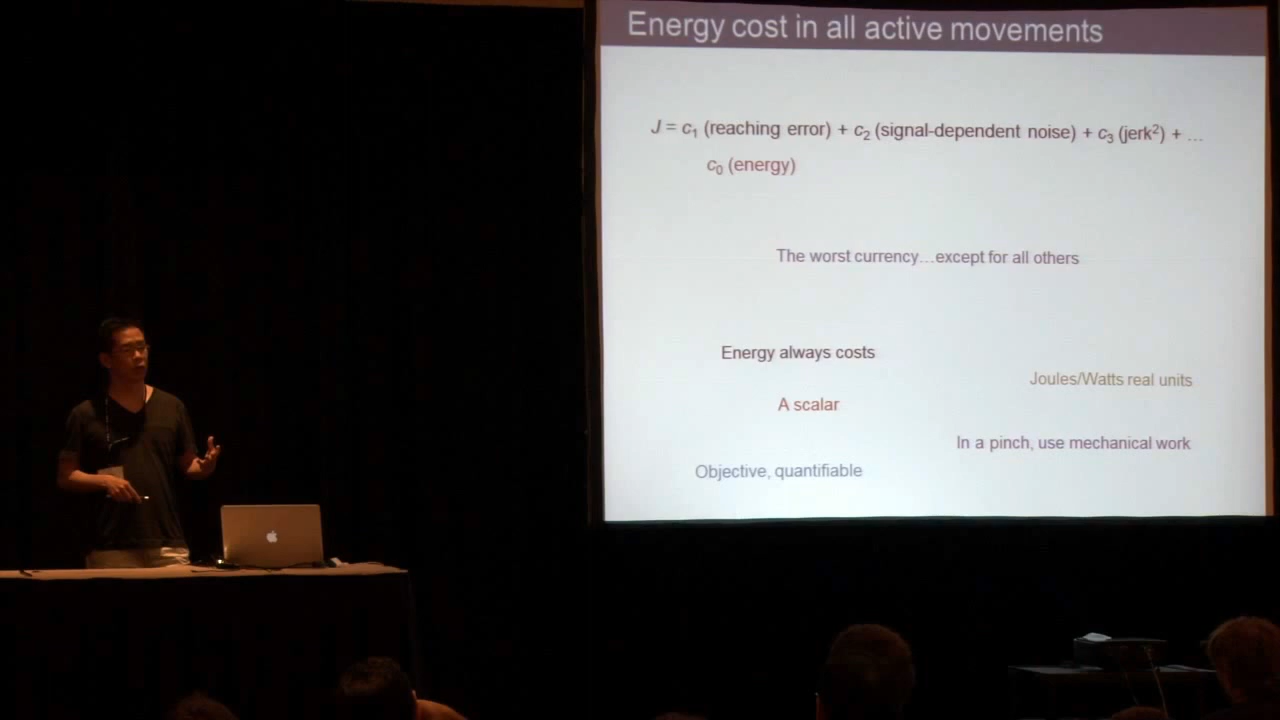 Energy cost in all active movements
J = c₁ (reaching error) + c₂ (signal-dependent noise) + c₃ (jerk²) + ...
c₀ (energy)
The worst currency…except for all others
Energy always costs
Joules/Watts real units
A scalar
In a pinch, use mechanical work
Objective, quantifiable